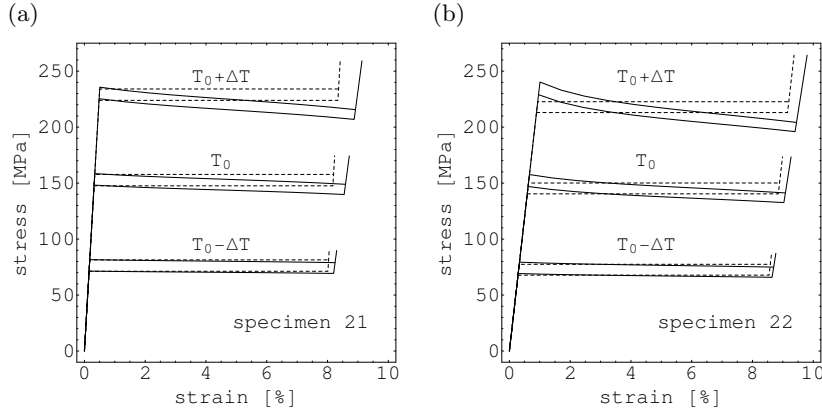 (a)
250
200
150
100
50
0
stress [MPa]
T₀+ΔT
T₀
T₀−ΔT
specimen 21
0 2 4 6 8 10
strain [%]
(b)
250
200
150
100
50
0
stress [MPa]
T₀+ΔT
T₀
T₀−ΔT
specimen 22
0 2 4 6 8 10
strain [%]